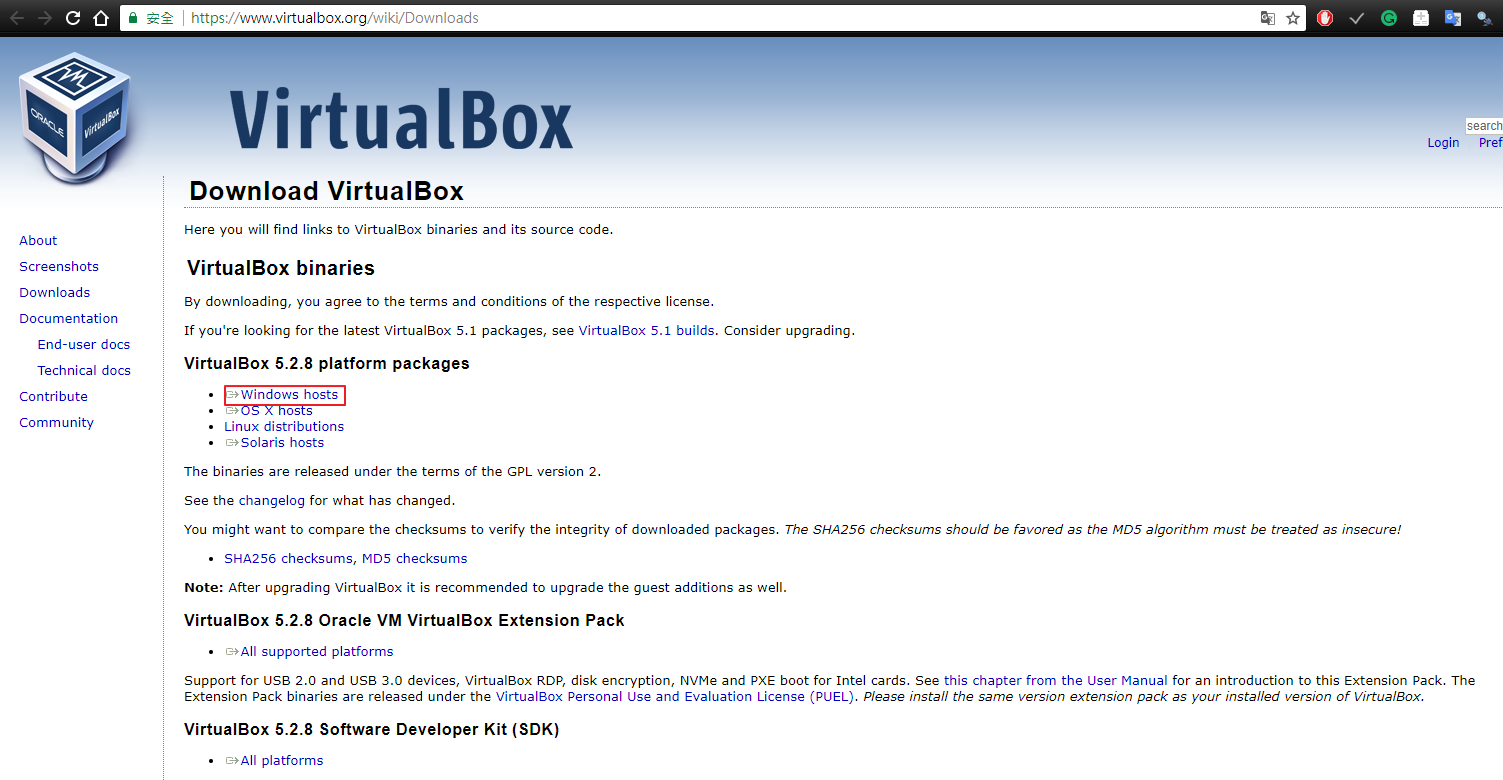 安全 https://www.virtualbox.org/wiki/Downloads
ORACLE
VirtualBox
VirtualBox
search
Login Pref
Download VirtualBox
Here you will find links to VirtualBox binaries and its source code.
About
Screenshots
Downloads
Documentation
End-user docs
Technical docs
Contribute
Community
VirtualBox binaries
By downloading, you agree to the terms and conditions of the respective license.
If you're looking for the latest VirtualBox 5.1 packages, see VirtualBox 5.1 builds. Consider upgrading.
VirtualBox 5.2.8 platform packages
• Windows hosts
• OS X hosts
• Linux distributions
• Solaris hosts
The binaries are released under the terms of the GPL version 2.
See the changelog for what has changed.
You might want to compare the checksums to verify the integrity of downloaded packages. The SHA256 checksums should be favored as the MD5 algorithm must be treated as insecure!
• SHA256 checksums, MD5 checksums
Note: After upgrading VirtualBox it is recommended to upgrade the guest additions as well.
VirtualBox 5.2.8 Oracle VM VirtualBox Extension Pack
• All supported platforms
Support for USB 2.0 and USB 3.0 devices, VirtualBox RDP, disk encryption, NVMe and PXE boot for Intel cards. See this chapter from the User Manual for an introduction to this Extension Pack. The
Extension Pack binaries are released under the VirtualBox Personal Use and Evaluation License (PUEL). Please install the same version extension pack as your installed version of VirtualBox.
VirtualBox 5.2.8 Software Developer Kit (SDK)
• All platforms